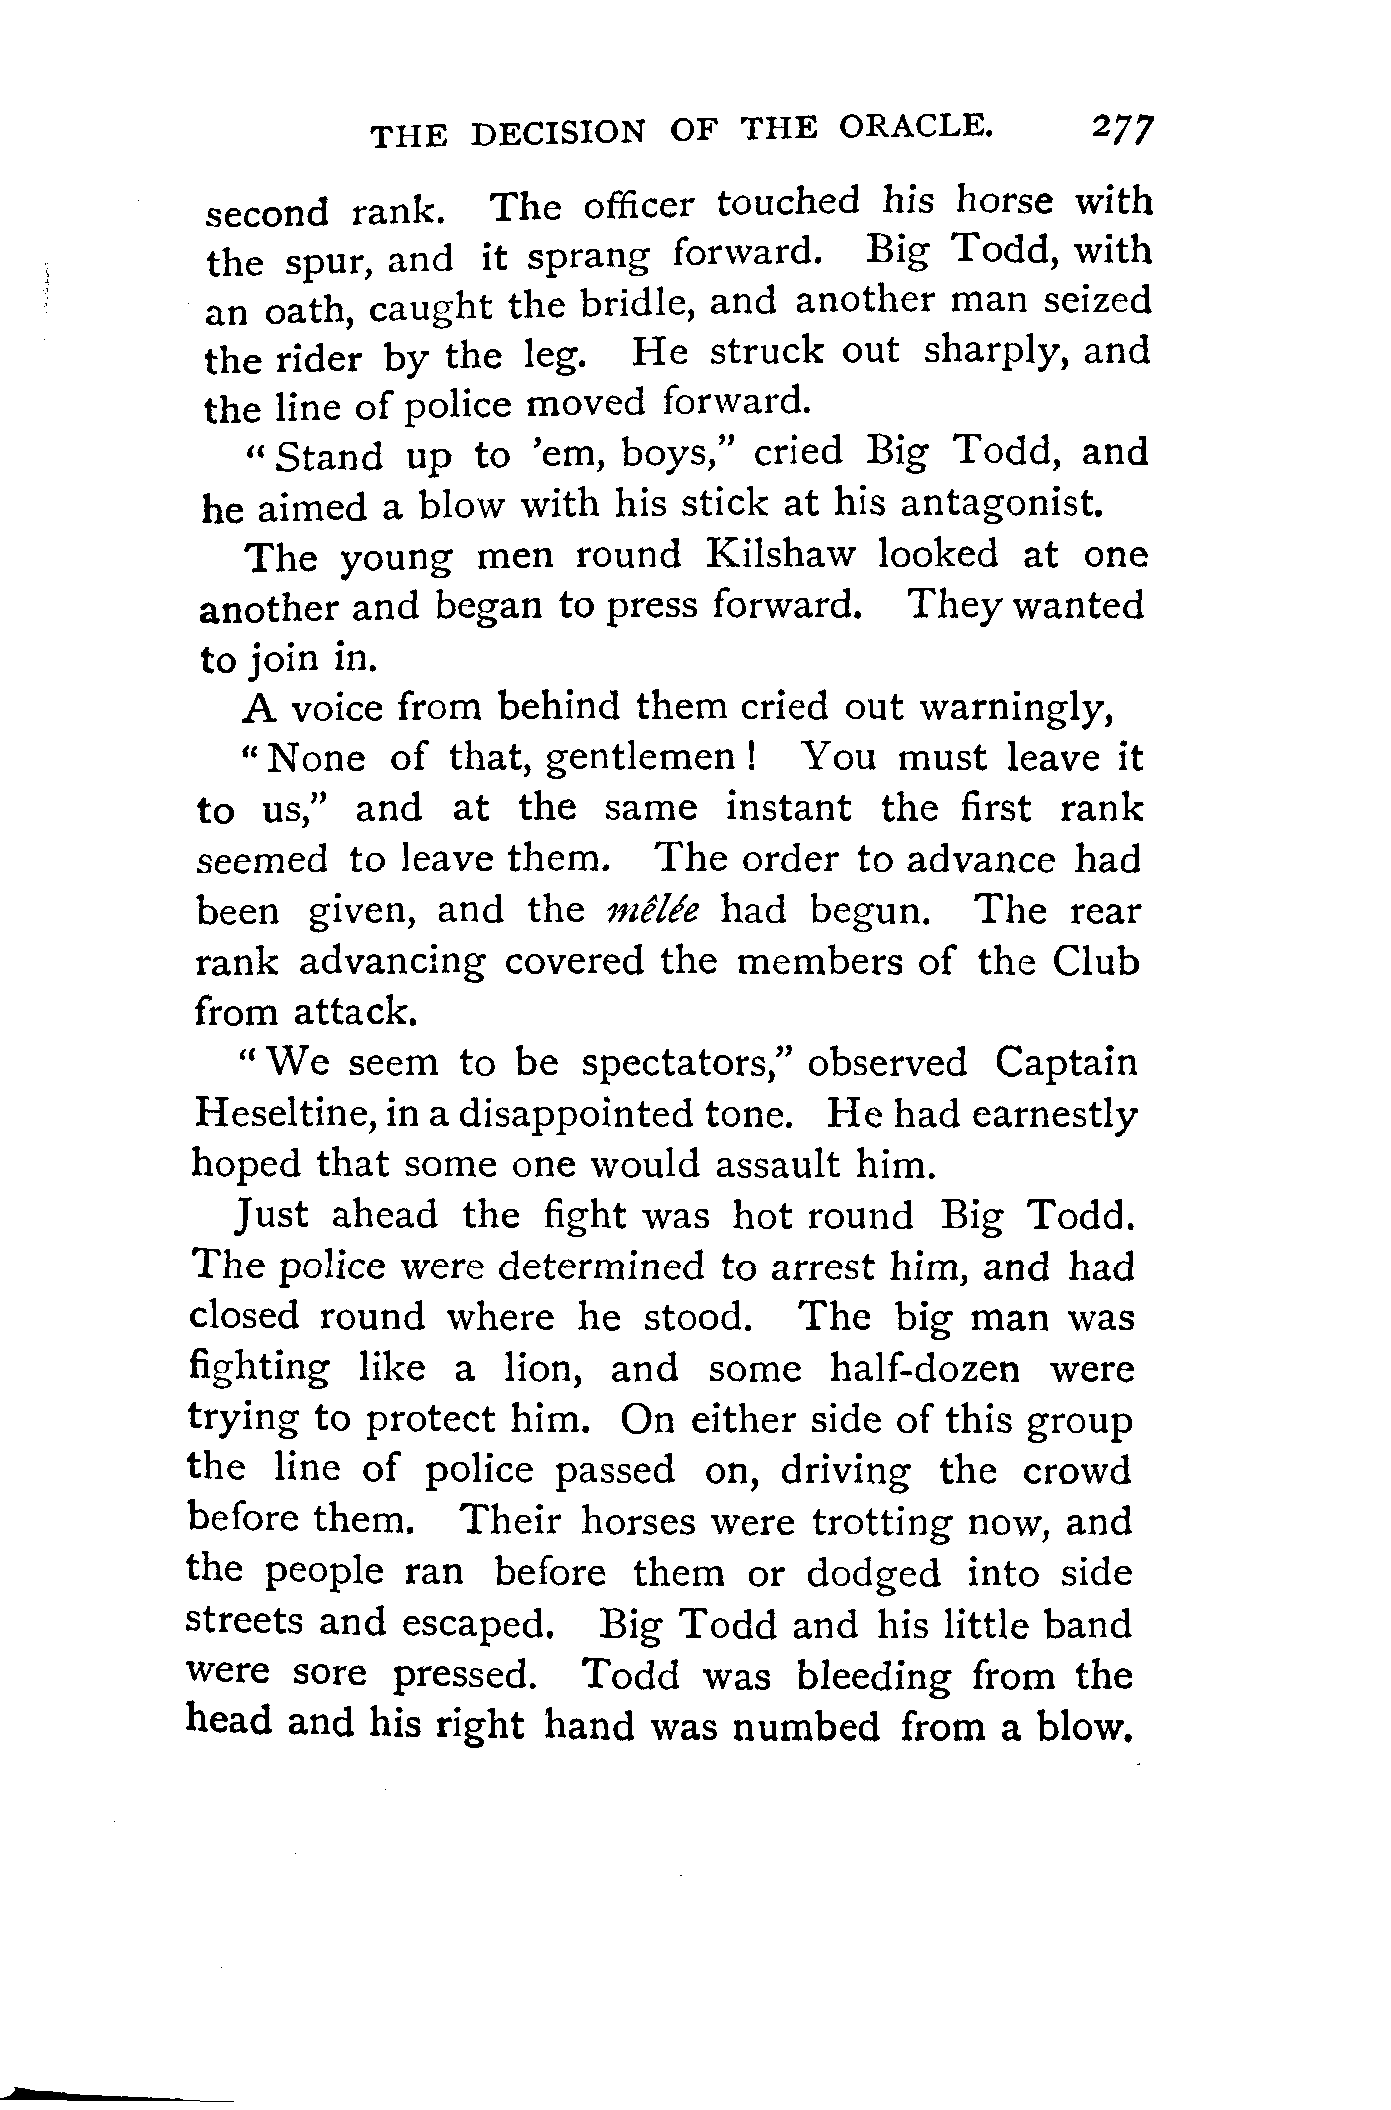 THE DECISION OF THE ORACLE. 277
second rank. The officer touched his horse with
the spur, and it sprang forward. Big Todd, with
an oath, caught the bridle, and another man seized
the rider by the leg. He struck out sharply, and
the line of police moved forward.
“ Stand up to ’em, boys,” cried Big Todd, and
he aimed a blow with his stick at his antagonist.
The young men round Kilshaw looked at one
another and began to press forward. They wanted
to join in.
A voice from behind them cried out warningly,
“ None of that, gentlemen ! You must leave it
to us,” and at the same instant the first rank
seemed to leave them. The order to advance had
been given, and the mêlée had begun. The rear
rank advancing covered the members of the Club
from attack.
“ We seem to be spectators,” observed Captain
Heseltine, in a disappointed tone. He had earnestly
hoped that some one would assault him.
Just ahead the fight was hot round Big Todd.
The police were determined to arrest him, and had
closed round where he stood. The big man was
fighting like a lion, and some half-dozen were
trying to protect him. On either side of this group
the line of police passed on, driving the crowd
before them. Their horses were trotting now, and
the people ran before them or dodged into side
streets and escaped. Big Todd and his little band
were sore pressed. Todd was bleeding from the
head and his right hand was numbed from a blow.